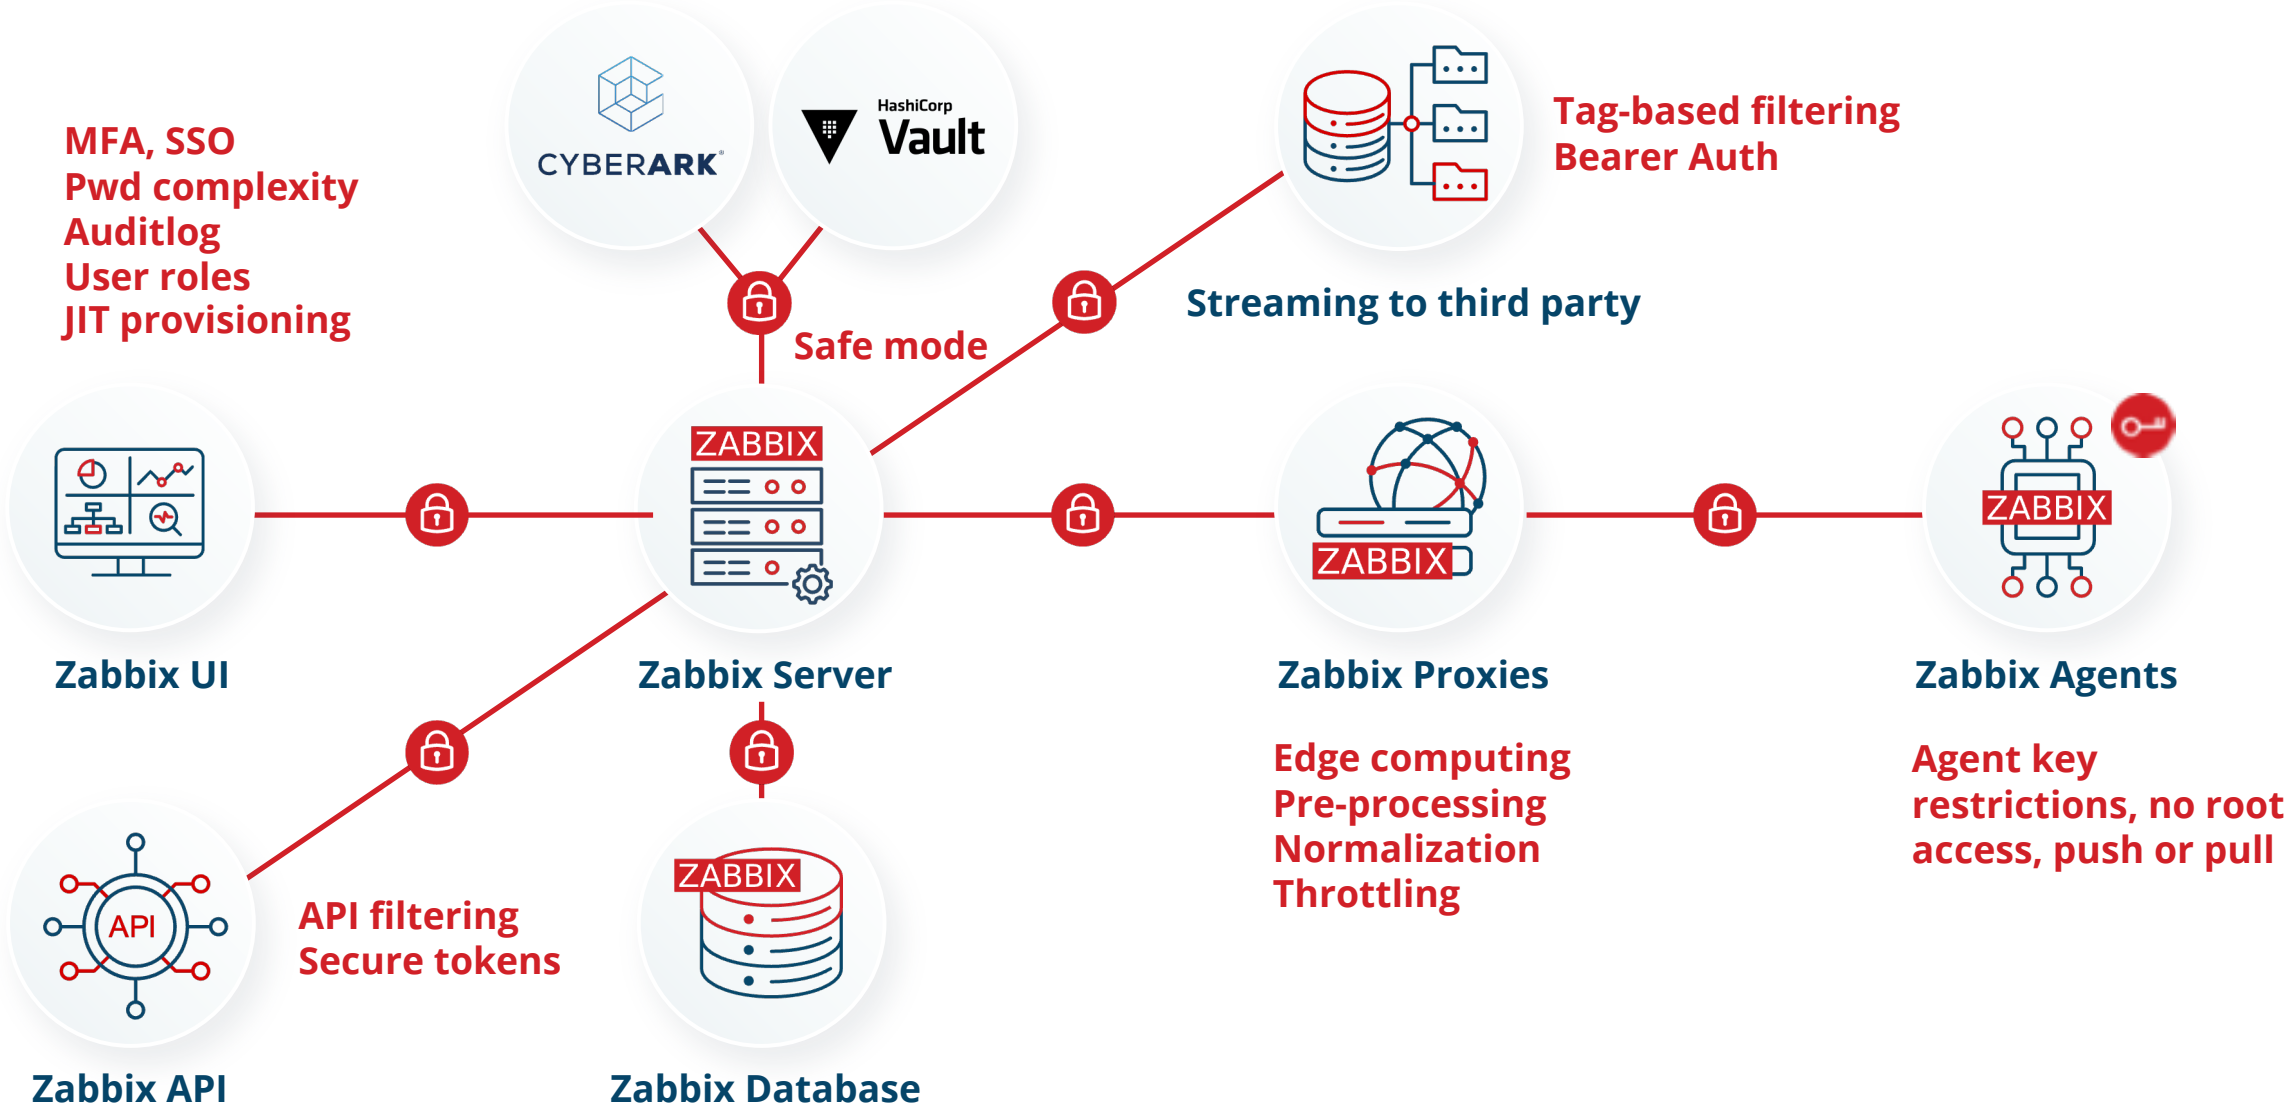 MFA, SSO
Pwd complexity
Auditlog
User roles
JIT provisioning
CYBERARK®
HashiCorp
Vault
Tag-based filtering
Bearer Auth
Safe mode
Streaming to third party
ZABBIX
ZABBIX
ZABBIX
Zabbix UI
Zabbix Server
Zabbix Proxies
Zabbix Agents
Edge computing
Pre-processing
Normalization
Throttling
Agent key
restrictions, no root
access, push or pull
API
API filtering
Secure tokens
ZABBIX
Zabbix API
Zabbix Database